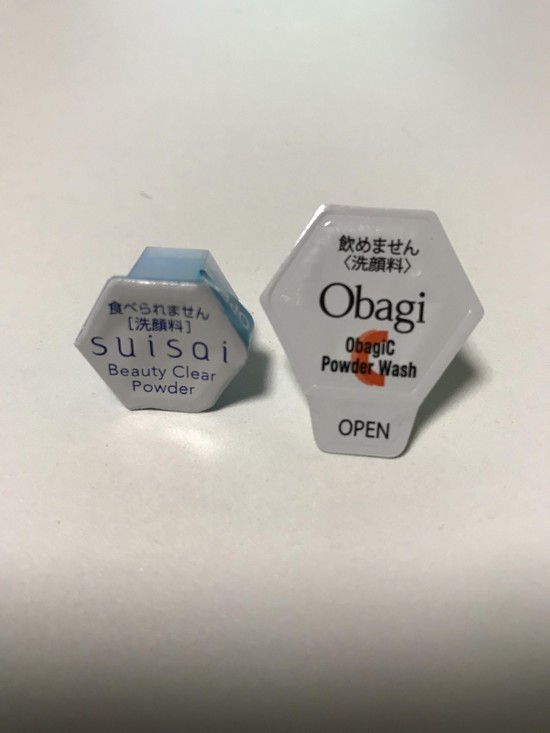 食べられません
[洗顔料]
suisai
Beauty Clear
Powder
飲めません
〈洗顔料〉
Obagi
ObagiC
Powder Wash
OPEN